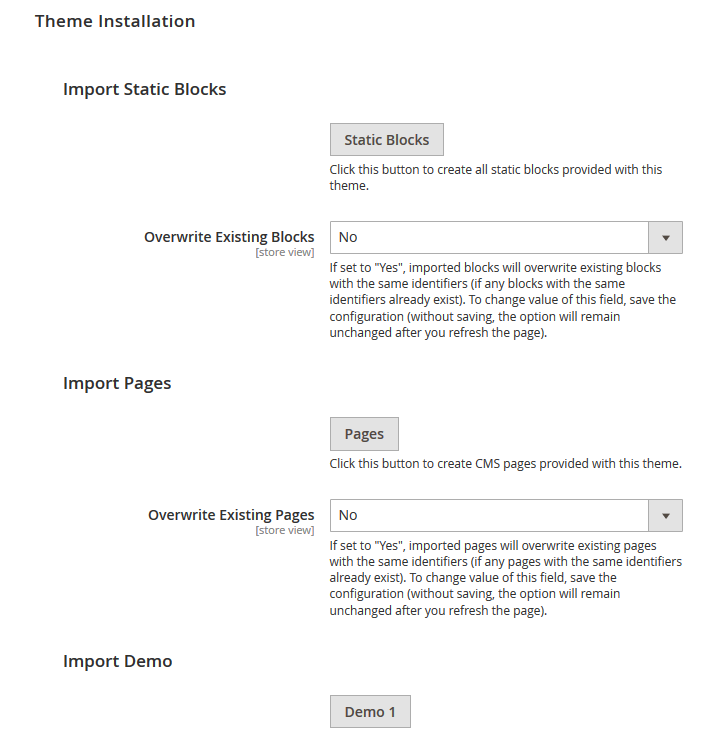 Theme Installation
Import Static Blocks
Static Blocks
Click this button to create all static blocks provided with this
theme.
Overwrite Existing Blocks
[store view]
No
If set to "Yes", imported blocks will overwrite existing blocks
with the same identifiers (if any blocks with the same
identifiers already exist). To change value of this field, save the
configuration (without saving, the option will remain
unchanged after you refresh the page).
Import Pages
Pages
Click this button to create CMS pages provided with this theme.
Overwrite Existing Pages
[store view]
No
If set to "Yes", imported pages will overwrite existing pages
with the same identifiers (if any pages with the same identifiers
already exist). To change value of this field, save the
configuration (without saving, the option will remain
unchanged after you refresh the page).
Import Demo
Demo 1